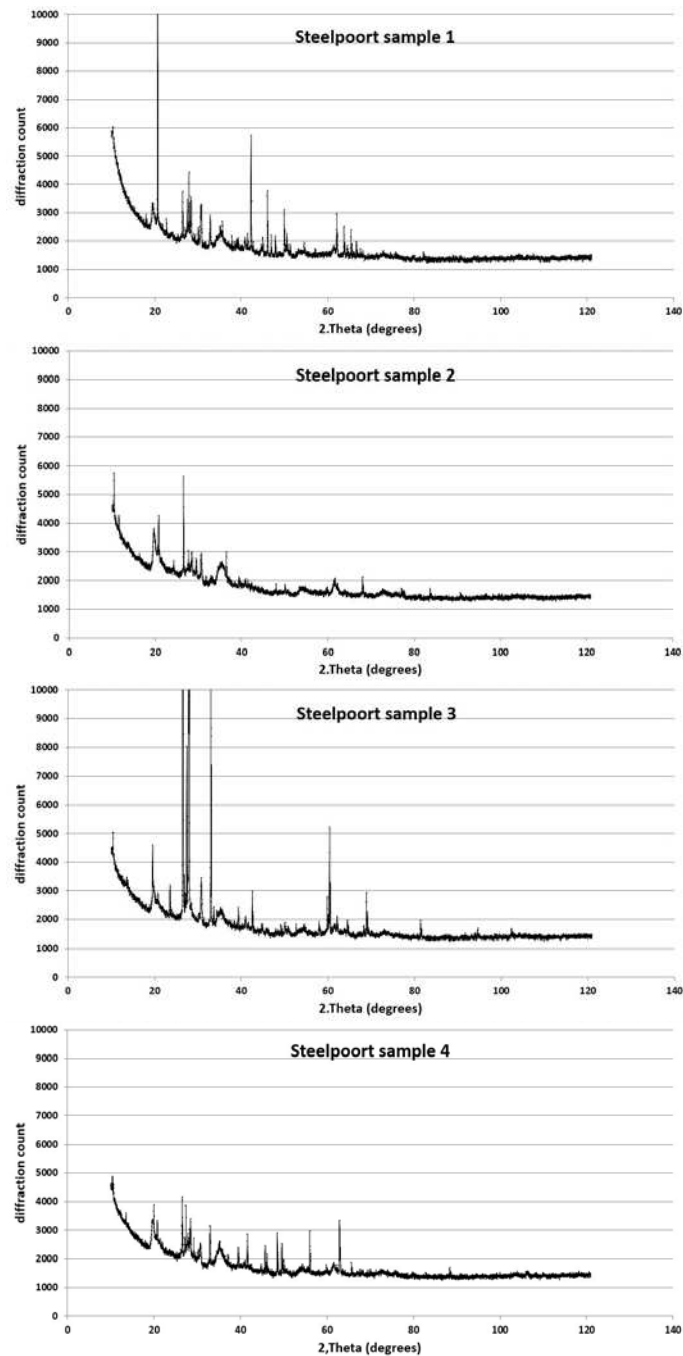 Steelpoort sample 1
diffraction count
10000
9000
8000
7000
6000
5000
4000
3000
2000
1000
0
0 20 40 60 80 100 120 140
2.Theta (degrees)
Steelpoort sample 2
diffraction count
10000
9000
8000
7000
6000
5000
4000
3000
2000
1000
0
0 20 40 60 80 100 120 140
2.Theta (degrees)
Steelpoort sample 3
diffraction count
10000
9000
8000
7000
6000
5000
4000
3000
2000
1000
0
0 20 40 60 80 100 120 140
2.Theta (degrees)
Steelpoort sample 4
diffraction count
10000
9000
8000
7000
6000
5000
4000
3000
2000
1000
0
0 20 40 60 80 100 120 140
2,Theta (degrees)